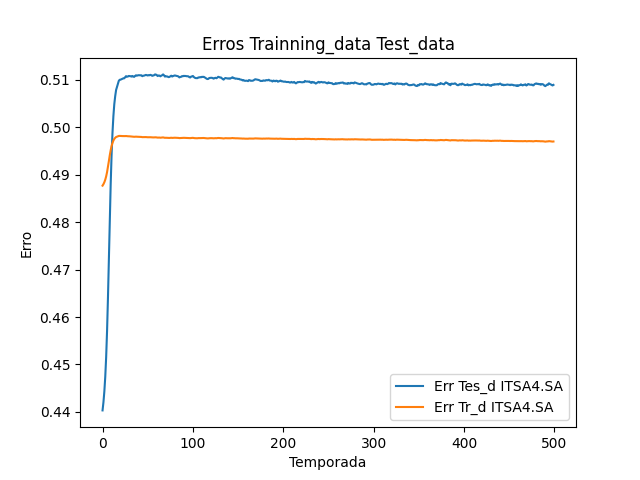 Erros Trainning_data Test_data
0.51
0.50
0.49
0.48
0.47
0.46
0.45
0.44
Erro
0
100
200
300
400
500
Temporada
Err Tes_d ITSA4.SA
Err Tr_d ITSA4.SA